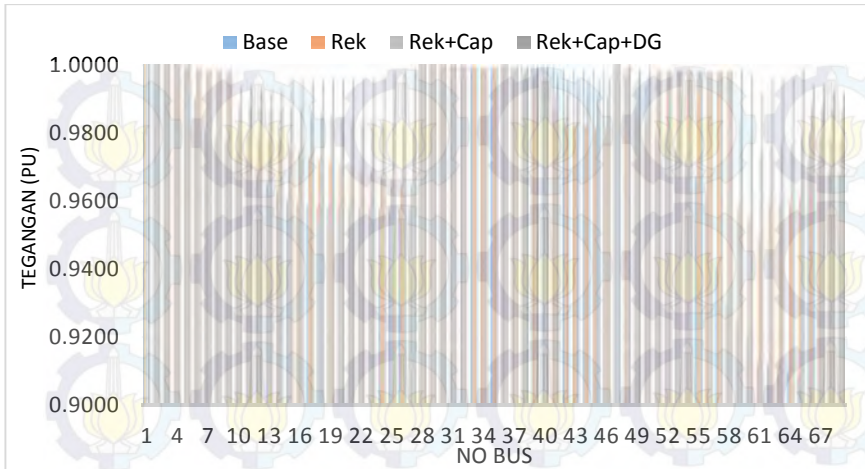 Base Rek Rek+Cap Rek+Cap+DG
TEGANGAN (PU)
1.0000
0.9800
0.9600
0.9400
0.9200
0.9000
1 4 7 10 13 16 19 22 25 28 31 34 37 40 43 46 49 52 55 58 61 64 67
NO BUS